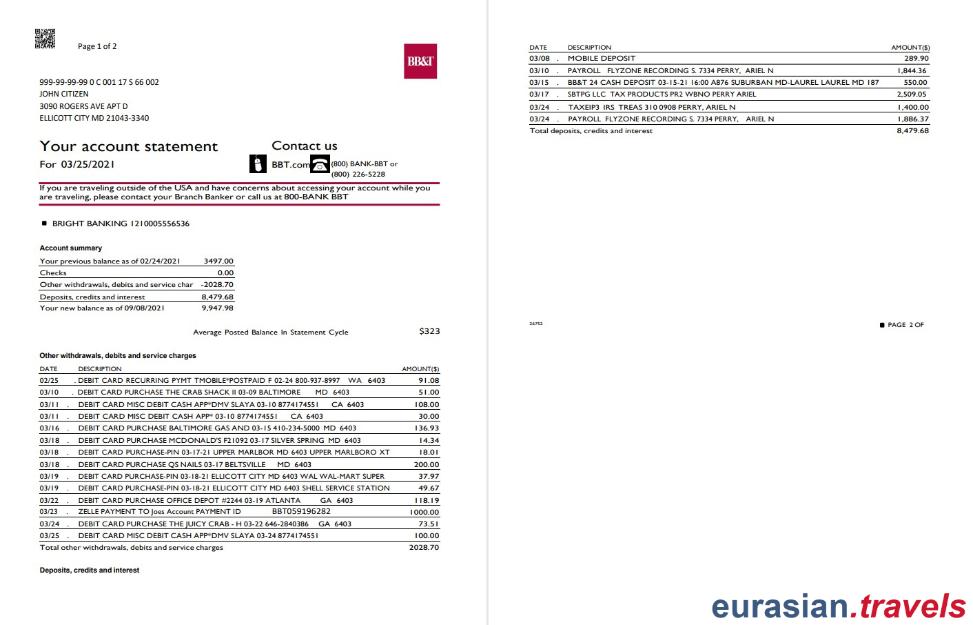 Page 1 of 2
BB&T
999-99-99-99 0 C 001 17 S 66 002
JOHN CITIZEN
3090 ROGERS AVE APT D
ELLICOTT CITY MD 21043-3340
Your account statement
For 03/25/2021
Contact us
BBT.com
(800) BANK-BBT or
(800) 226-5228
If you are traveling outside of the USA and have concerns about accessing your account while you
are traveling, please contact your Branch Banker or call us at 800-BANK BBT
■ BRIGHT BANKING 1210005556536
Account summary
Your previous balance as of 02/24/2021 3497.00
Checks 0.00
Other withdrawals, debits and service char -2028.70
Deposits, credits and interest 8,479.68
Your new balance as of 09/08/2021 9,947.98
Average Posted Balance In Statement Cycle $323
Other withdrawals, debits and service charges
DATE DESCRIPTION AMOUNT($)
02/25 . DEBIT CARD RECURRING PYMT TMOBILE*POSTPAID F 02-24 800-937-8997 WA 6403 91.08
03/10 . DEBIT CARD PURCHASE THE CRAB SHACK II 03-09 BALTIMORE MD 6403 51.00
03/11 . DEBIT CARD MISC DEBIT CASH APP*DMV SLAYA 03-10 8774174551 CA 6403 108.00
03/11 . DEBIT CARD MISC DEBIT CASH APP* 03-10 8774174551 CA 6403 30.00
03/16 . DEBIT CARD PURCHASE BALTIMORE GAS AND 03-15 410-234-5000 MD 6403 136.93
03/18 . DEBIT CARD PURCHASE MCDONALD'S F21092 03-17 SILVER SPRING MD 6403 14.34
03/18 . DEBIT CARD PURCHASE-PIN 03-17-21 UPPER MARLBOR MD 6403 UPPER MARLBORO XT 18.01
03/18 . DEBIT CARD PURCHASE QS NAILS 03-17 BELTSVILLE MD 6403 200.00
03/19 . DEBIT CARD PURCHASE-PIN 03-18-21 ELLICOTT CITY MD 6403 WAL WAL-MART SUPER 37.97
03/19 . DEBIT CARD PURCHASE-PIN 03-18-21 ELLICOTT CITY MD 6403 SHELL SERVICE STATION 49.67
03/22 . DEBIT CARD PURCHASE OFFICE DEPOT #2244 03-19 ATLANTA GA 6403 118.19
03/23 . ZELLE PAYMENT TO Joes Account PAYMENT ID BBT059196282 1000.00
03/24 . DEBIT CARD PURCHASE THE JUICY CRAB - H 03-22 646-2840386 GA 6403 73.51
03/25 . DEBIT CARD MISC DEBIT CASH APP*DMV SLAYA 03-24 8774174551 100.00
Total other withdrawals, debits and service charges 2028.70
Deposits, credits and interest
DATE DESCRIPTION AMOUNT($)
03/08 . MOBILE DEPOSIT 289.90
03/10 . PAYROLL FLYZONE RECORDING S. 7334 PERRY, ARIEL N 1,844.36
03/15 . BB&T 24 CASH DEPOSIT 03-15-21 16:00 A876 SUBURBAN MD-LAUREL LAUREL MD 187 550.00
03/17 . SBTPG LLC TAX PRODUCTS PR2 WBNO PERRY ARIEL 2,509.05
03/24 . TAXEIP3 IRS TREAS 310 0908 PERRY, ARIEL N 1,400.00
03/24 . PAYROLL FLYZONE RECORDING S. 7334 PERRY, ARIEL N 1,886.37
Total deposits, credits and interest 8,479.68
■ PAGE 2 OF
eurasian.travels